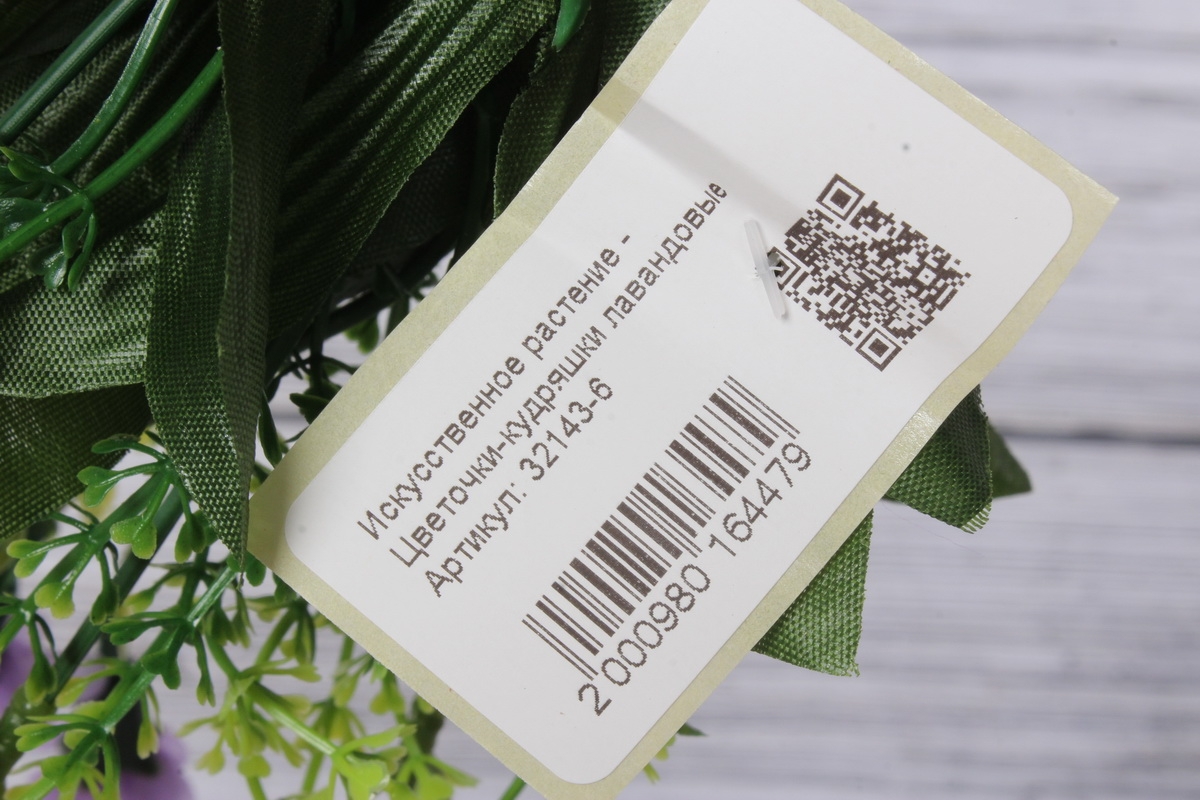 Искусственное растение -
Цветочки-кудряшки лавандовые
Артикул: 32143-6
2000980 164479